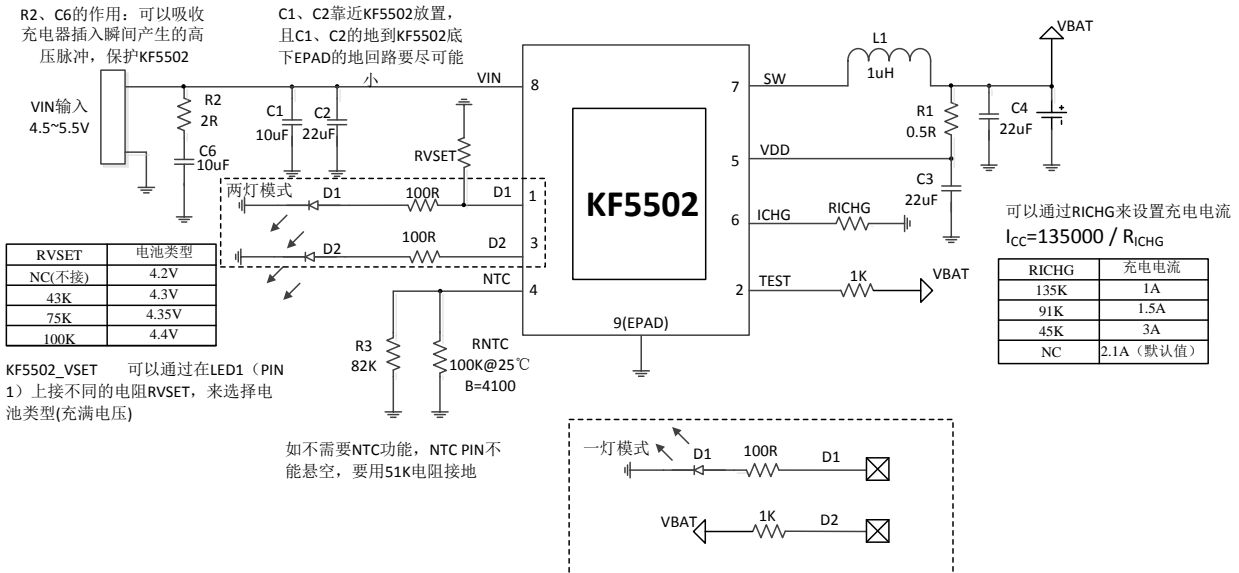 R2、C6的作用：可以吸收
充电器插入瞬间产生的高
压脉冲，保护KF5502
C1、C2靠近KF5502放置，
且C1、C2的地到KF5502底
下EPAD的地回路要尽可能
小
VIN输入
4.5~5.5V
R2
2R
C6
10uF
C1
10uF
C2
22uF
VIN
8
RVSET
两灯模式
D1
100R
D1
1
D2
100R
D2
3
NTC
4
R3
82K
RNTC
100K@25℃
B=4100
KF5502
9(EPAD)
7
SW
L1
1uH
VBAT
R1
0.5R
C4
22uF
+
5
VDD
C3
22uF
6
ICHG
RICHG
2
TEST
1K
VBAT
RVSET 电池类型
NC(不接) 4.2V
43K 4.3V
75K 4.35V
100K 4.4V
KF5502_VSET 可以通过在LED1（PIN
1）上接不同的电阻RVSET，来选择电
池类型(充满电压)
可以通过RICHG来设置充电电流
ICC=135000 / RICHG
RICHG 充电电流
135K 1A
91K 1.5A
45K 3A
NC 2.1A（默认值）
如不需要NTC功能，NTC PIN不
能悬空，要用51K电阻接地
一灯模式
D1
100R
D1
VBAT
1K
D2